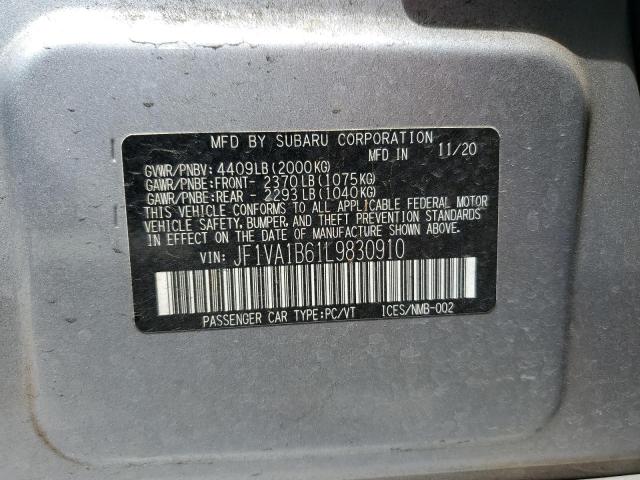 MFD BY SUBARU CORPORATION
MFD IN 11/20
GVWR/PNBV: 4409LB (2000KG)
GAWR/PNBE: FRONT- 2370LB (1075KG)
GAWR/PNBE: REAR - 2293LB (1040KG)
THIS VEHICLE CONFORMS TO ALL APPLICABLE FEDERAL MOTOR
VEHICLE SAFETY, BUMPER, AND THEFT PREVENTION STANDARDS
IN EFFECT ON THE DATE OF MANUFACTURE SHOWN ABOVE.
VIN: JF1VA1B61L9830910
PASSENGER CAR TYPE:PC/VT ICES/NMB-002